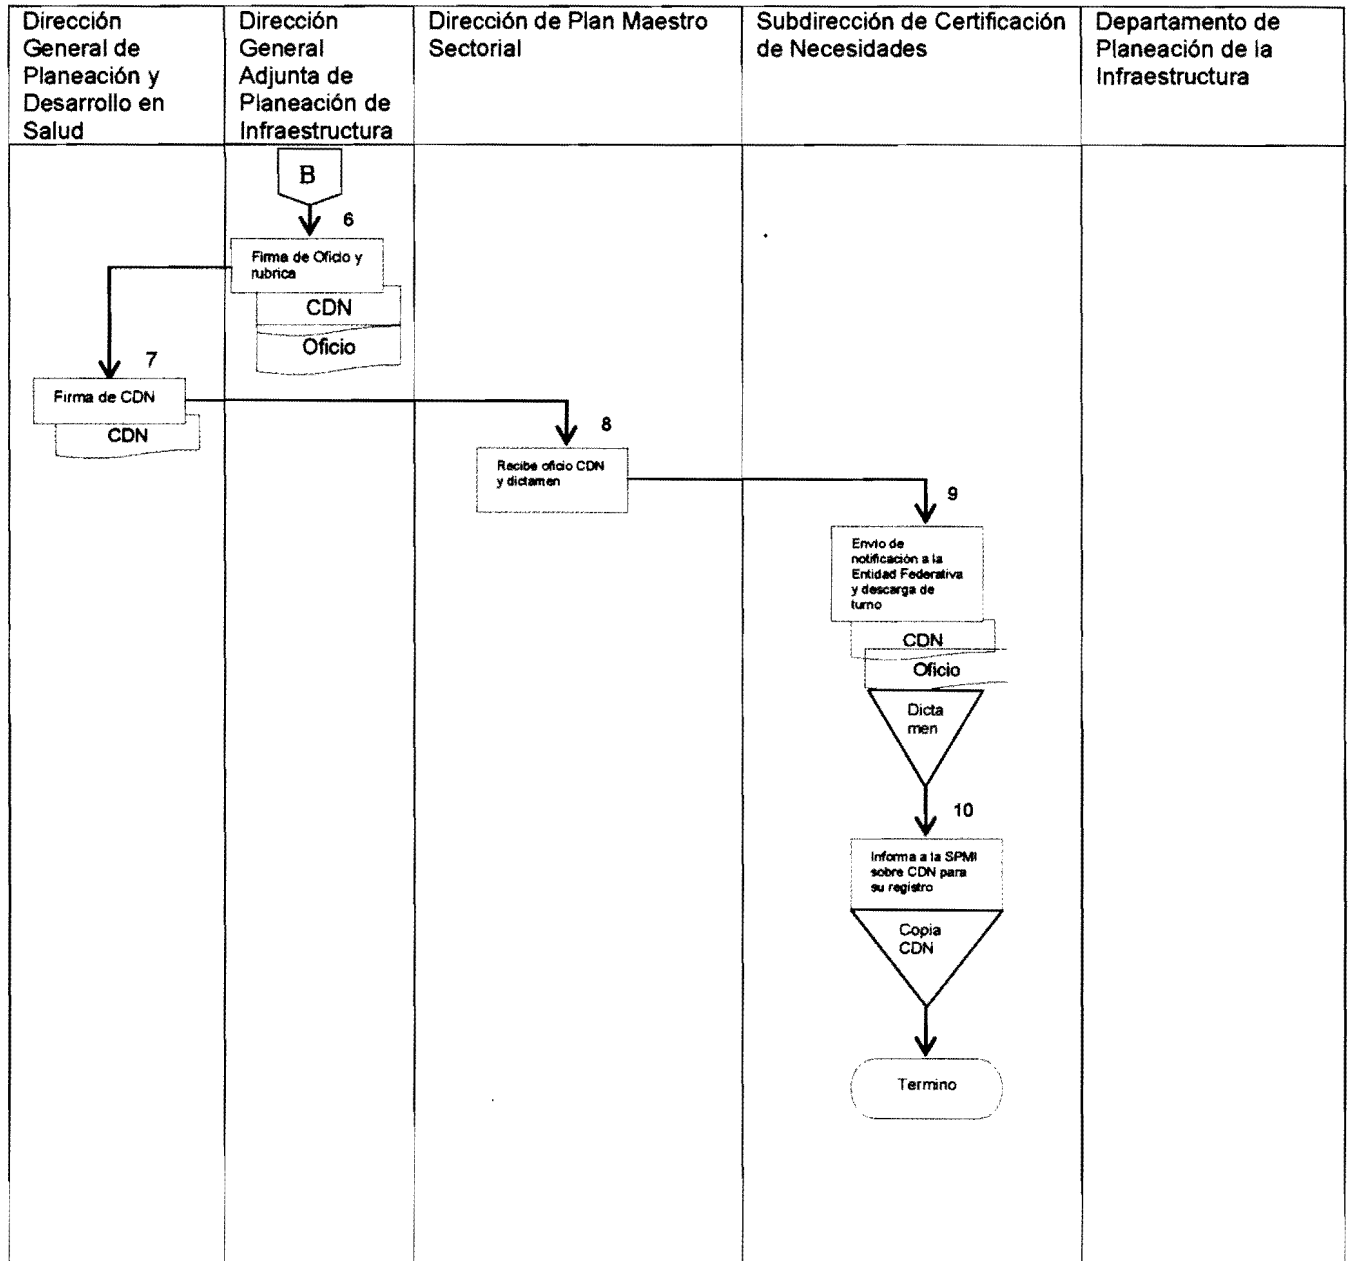 Dirección
General de
Planeación y
Desarrollo en
Salud
Dirección
General
Adjunta de
Planeación de
Infraestructura
Dirección de Plan Maestro
Sectorial
Subdirección de Certificación
de Necesidades
Departamento de
Planeación de la
Infraestructura
B
6
Firma de Oficio y
rubrica
CDN
Oficio
7
Firma de CDN
CDN
8
Recibe oficio CDN
y dictamen
9
Envio de
notificación a la
Entidad Federativa
y descarga de
turno
CDN
Oficio
Dicta
men
10
Informa a la SPMI
sobre CDN para
su registro
Copia
CDN
Termino